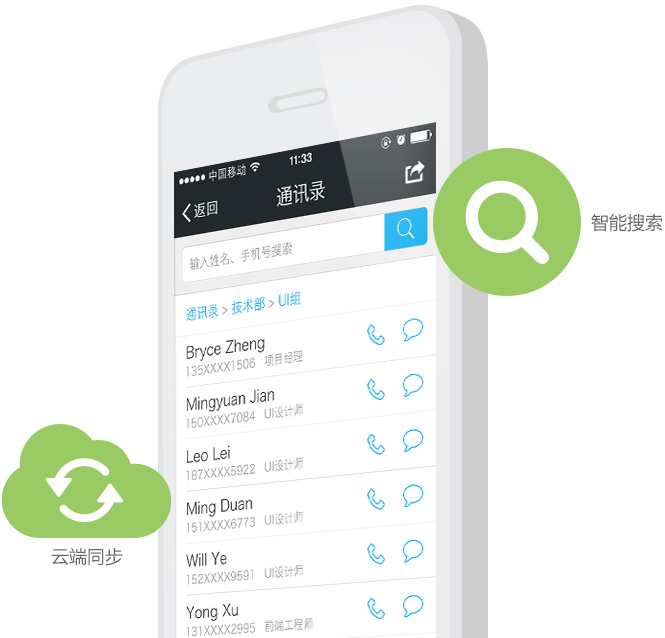 中国移动
11:33
返回
通讯录
输入姓名、手机号搜索
智能搜索
通讯录 > 技术部 > UI组
Bryce Zheng
135XXXX1506 项目经理
Mingyuan Jian
150XXXX7084 UI设计师
Leo Lei
187XXXX5922 UI设计师
Ming Duan
151XXXX6773 UI设计师
云端同步
Will Ye
152XXXX9591 UI设计师
Yong Xu
131XXXX2995 前端工程师